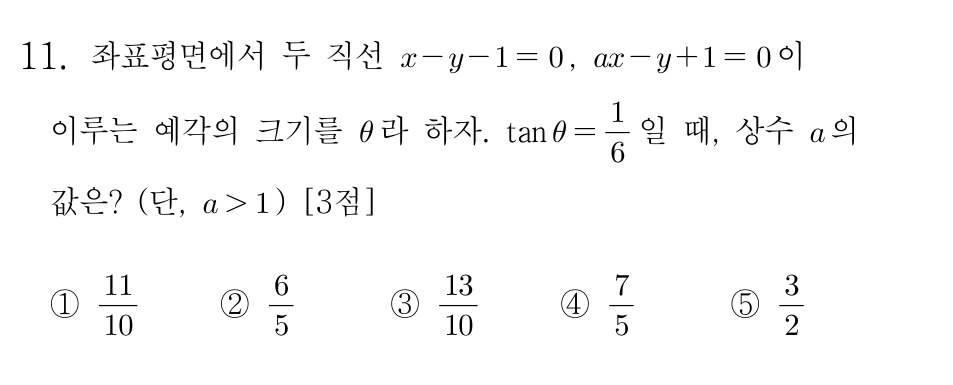 11. 좌표평면에서 두 직선 x−y−1=0, ax−y+1=0이
이루는 예각의 크기를 θ라 하자. tanθ=1/6일 때, 상수 a의
값은? (단, a>1) [3점]
① 11/10 ② 6/5 ③ 13/10 ④ 7/5 ⑤ 3/2